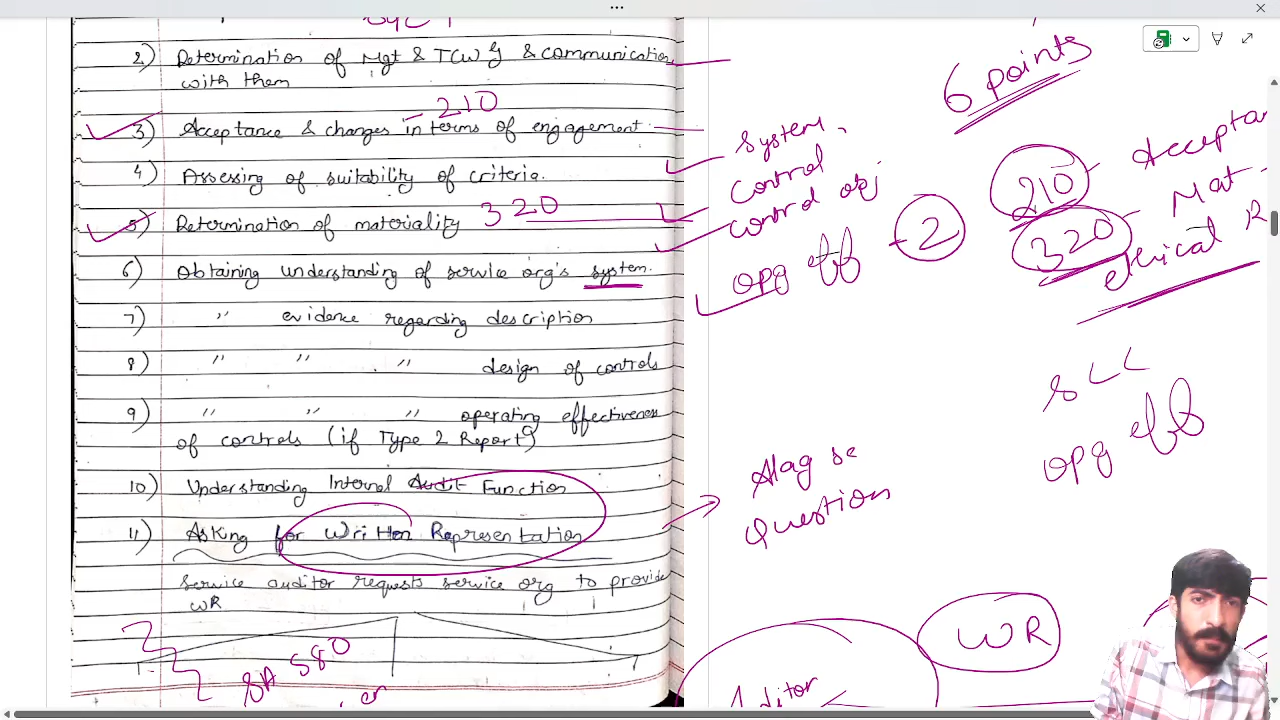 2) Determination of Mgt & TCWG & communication
with them
210
3) Acceptance & changes in terms of engagement
4) Assessing of suitability of criteria.
5) Determination of materiality 320
6) Obtaining understanding of service org's system.
7) " evidence regarding description
8) " " " design of controls
9) " " " operating effectiveness
of controls (if Type 2 Report)
10) Understanding Internal Audit Function
11) Asking for Written Representation
service auditor requests service org to provide
WR
SA 580
6 points
System,
Control
Control obj
opg eff - 2
210 - Acceptan
320 - Mat -
ethical R
opg eff
Alag se
Question
WR